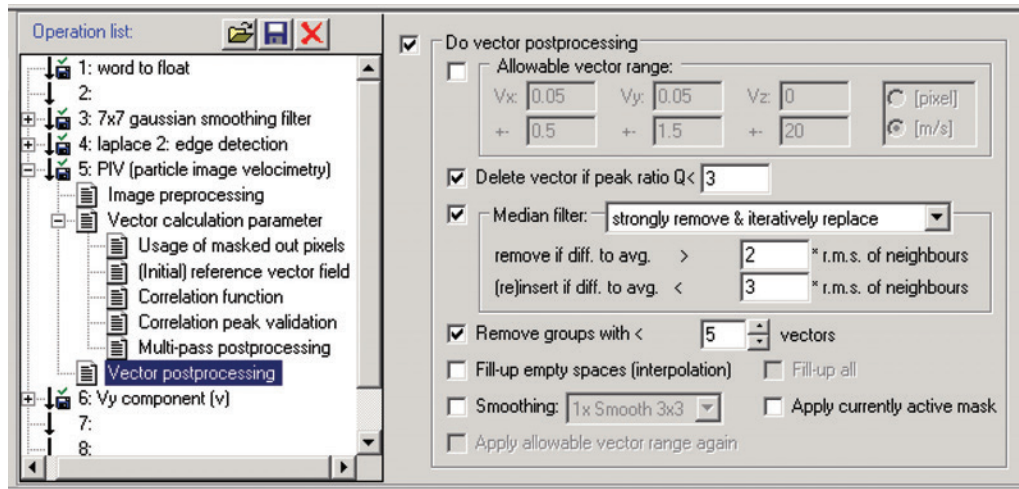 Operation list:
1: word to float
2:
3: 7x7 gaussian smoothing filter
4: laplace 2: edge detection
5: PIV (particle image velocimetry)
Image preprocessing
Vector calculation parameter
Usage of masked out pixels
(Initial) reference vector field
Correlation function
Correlation peak validation
Multi-pass postprocessing
Vector postprocessing
6: Vy component (v)
7:
8:
Do vector postprocessing
Allowable vector range:
Vx: 0.05 Vy: 0.05 Vz: 0 [pixel]
+- 0.5 +- 1.5 +- 20 [m/s]
Delete vector if peak ratio Q< 3
Median filter: strongly remove & iteratively replace
remove if diff. to avg. > 2 * r.m.s. of neighbours
(re)insert if diff. to avg. < 3 * r.m.s. of neighbours
Remove groups with < 5 vectors
Fill-up empty spaces (interpolation) Fill-up all
Smoothing: 1x Smooth 3x3 Apply currently active mask
Apply allowable vector range again